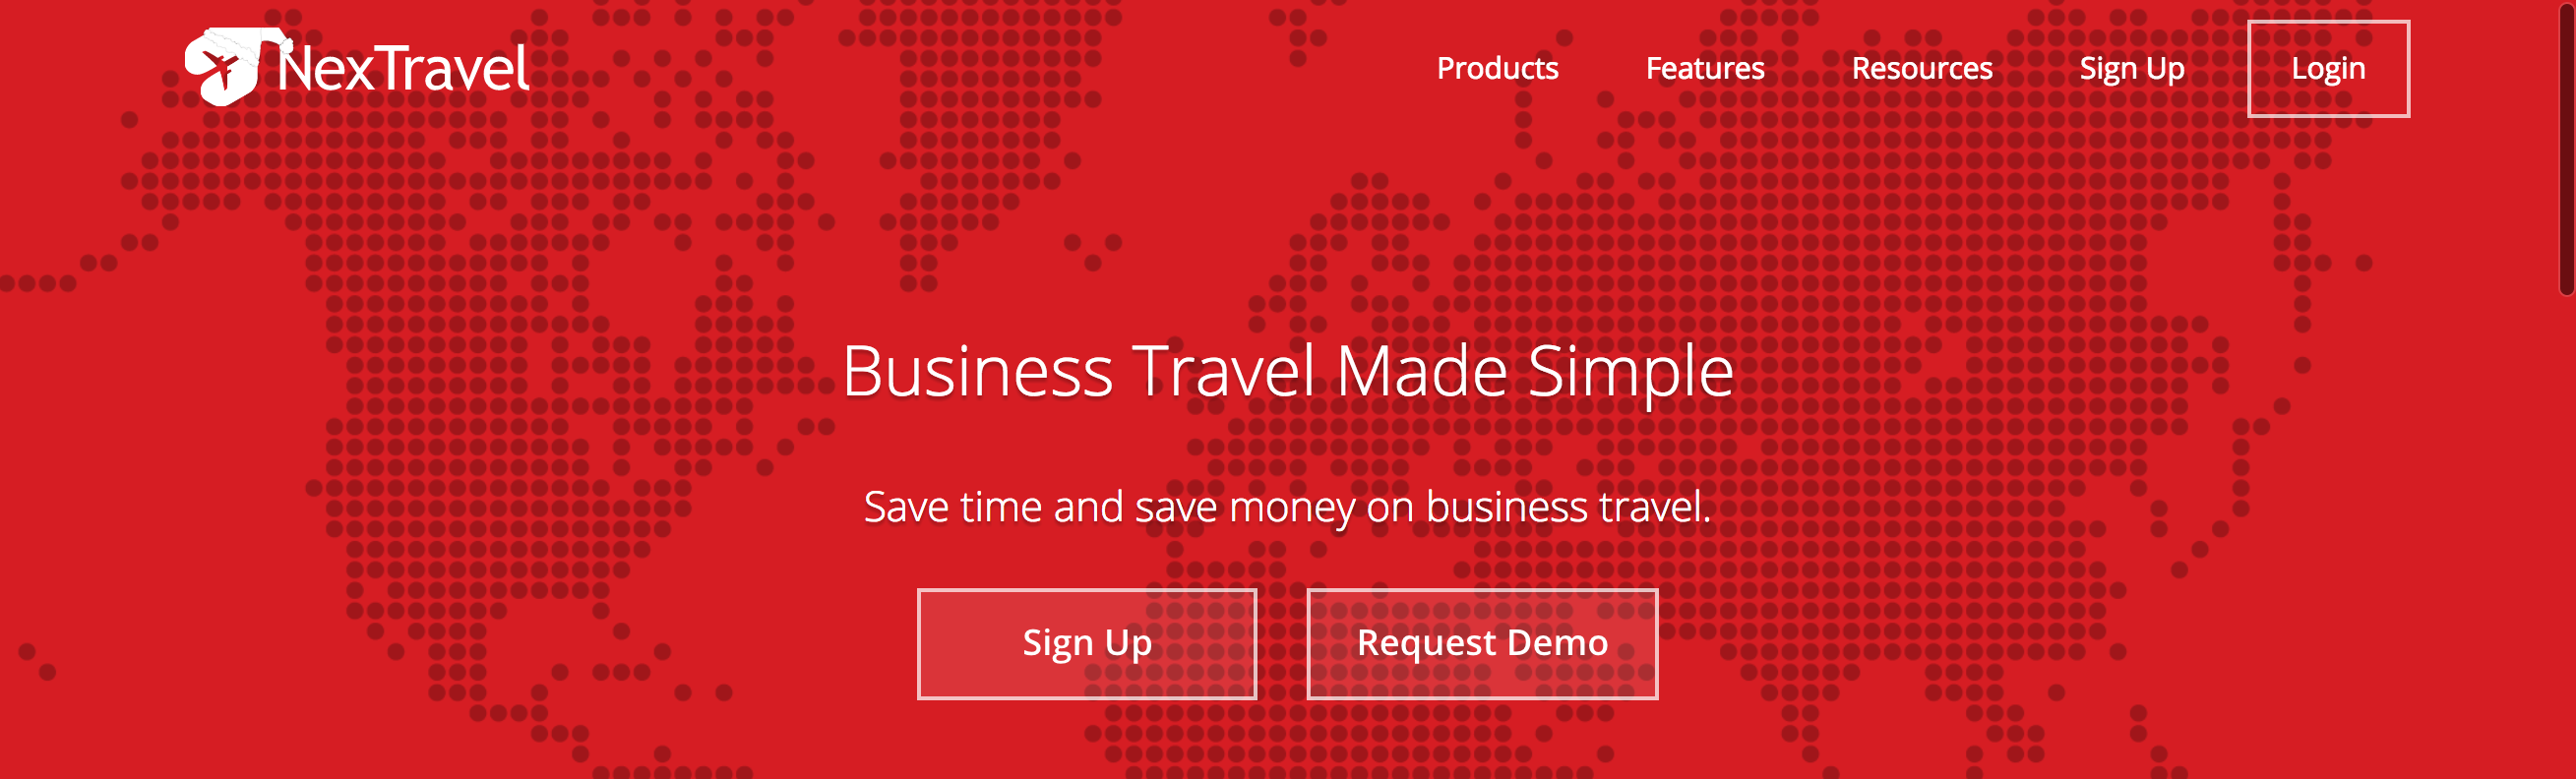 NexTravel
Products Features Resources Sign Up Login
Business Travel Made Simple
Save time and save money on business travel.
Sign Up Request Demo